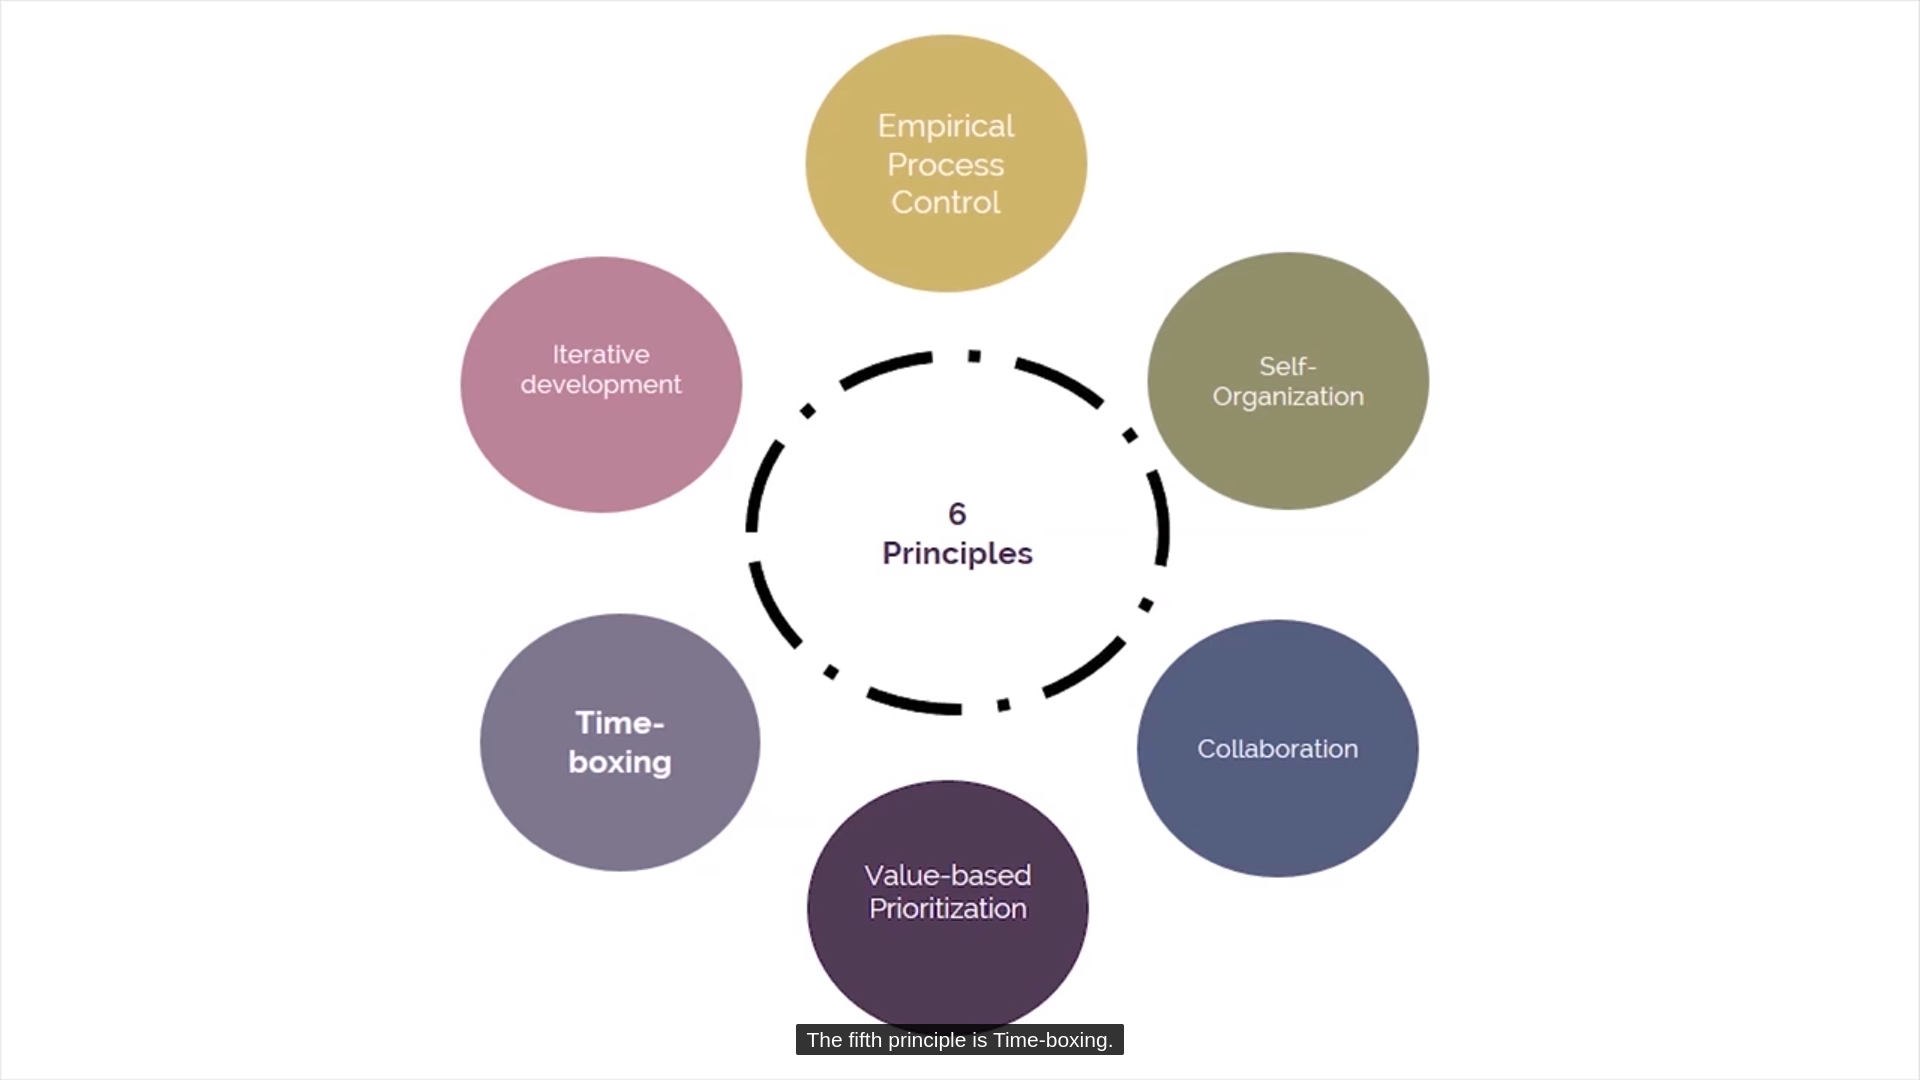 Empirical
Process
Control
Self-
Organization
Collaboration
Value-based
Prioritization
Time-
boxing
Iterative
development
6
Principles
The fifth principle is Time-boxing.